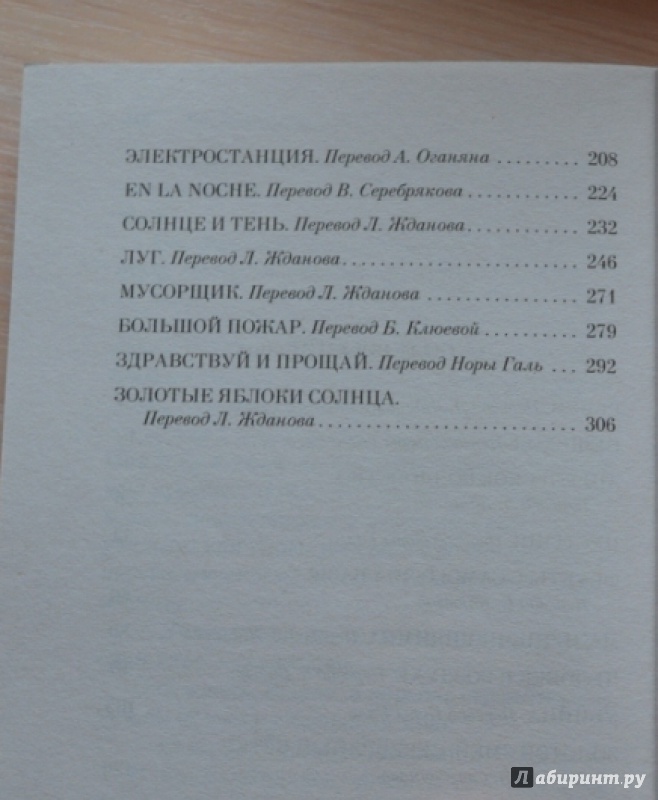 ЭЛЕКТРОСТАНЦИЯ. Перевод А. Оганяна ......... 208
EN LA NOCHE. Перевод В. Серебрякова ............ 224
СОЛНЦЕ И ТЕНЬ. Перевод Л. Жданова ............ 232
ЛУГ. Перевод Л. Жданова ......................... 246
МУСОРЩИК. Перевод Л. Жданова ................ 271
БОЛЬШОЙ ПОЖАР. Перевод Б. Клюевой .......... 279
ЗДРАВСТВУЙ И ПРОЩАЙ. Перевод Норы Галь ... 292
ЗОЛОТЫЕ ЯБЛОКИ СОЛНЦА.
Перевод Л. Жданова ........................... 306
Лабиринт.ру